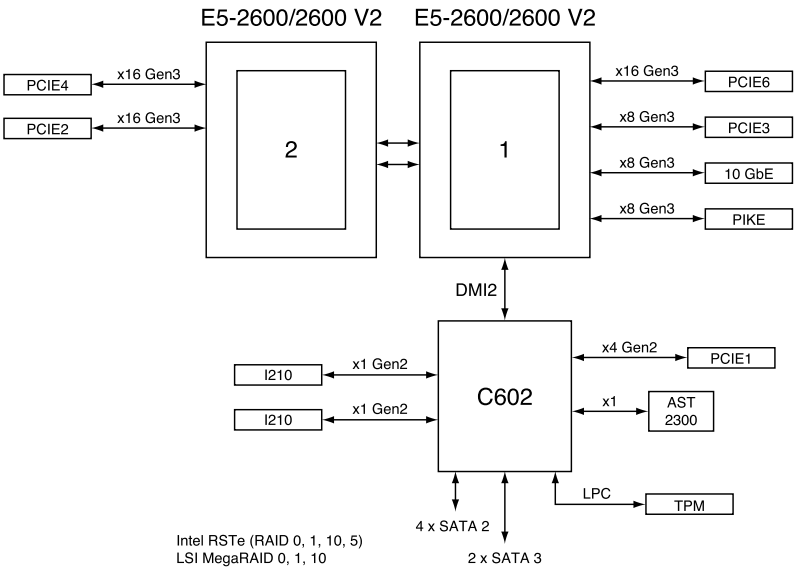 E5-2600/2600 V2
E5-2600/2600 V2
x16 Gen3
PCIE4
x16 Gen3
PCIE2
2
1
x16 Gen3
PCIE6
x8 Gen3
PCIE3
x8 Gen3
10 GbE
x8 Gen3
PIKE
DMI2
C602
x1 Gen2
I210
x1 Gen2
I210
x4 Gen2
PCIE1
x1
AST
2300
LPC
TPM
4 x SATA 2
2 x SATA 3
Intel RSTe (RAID 0, 1, 10, 5)
LSI MegaRAID 0, 1, 10